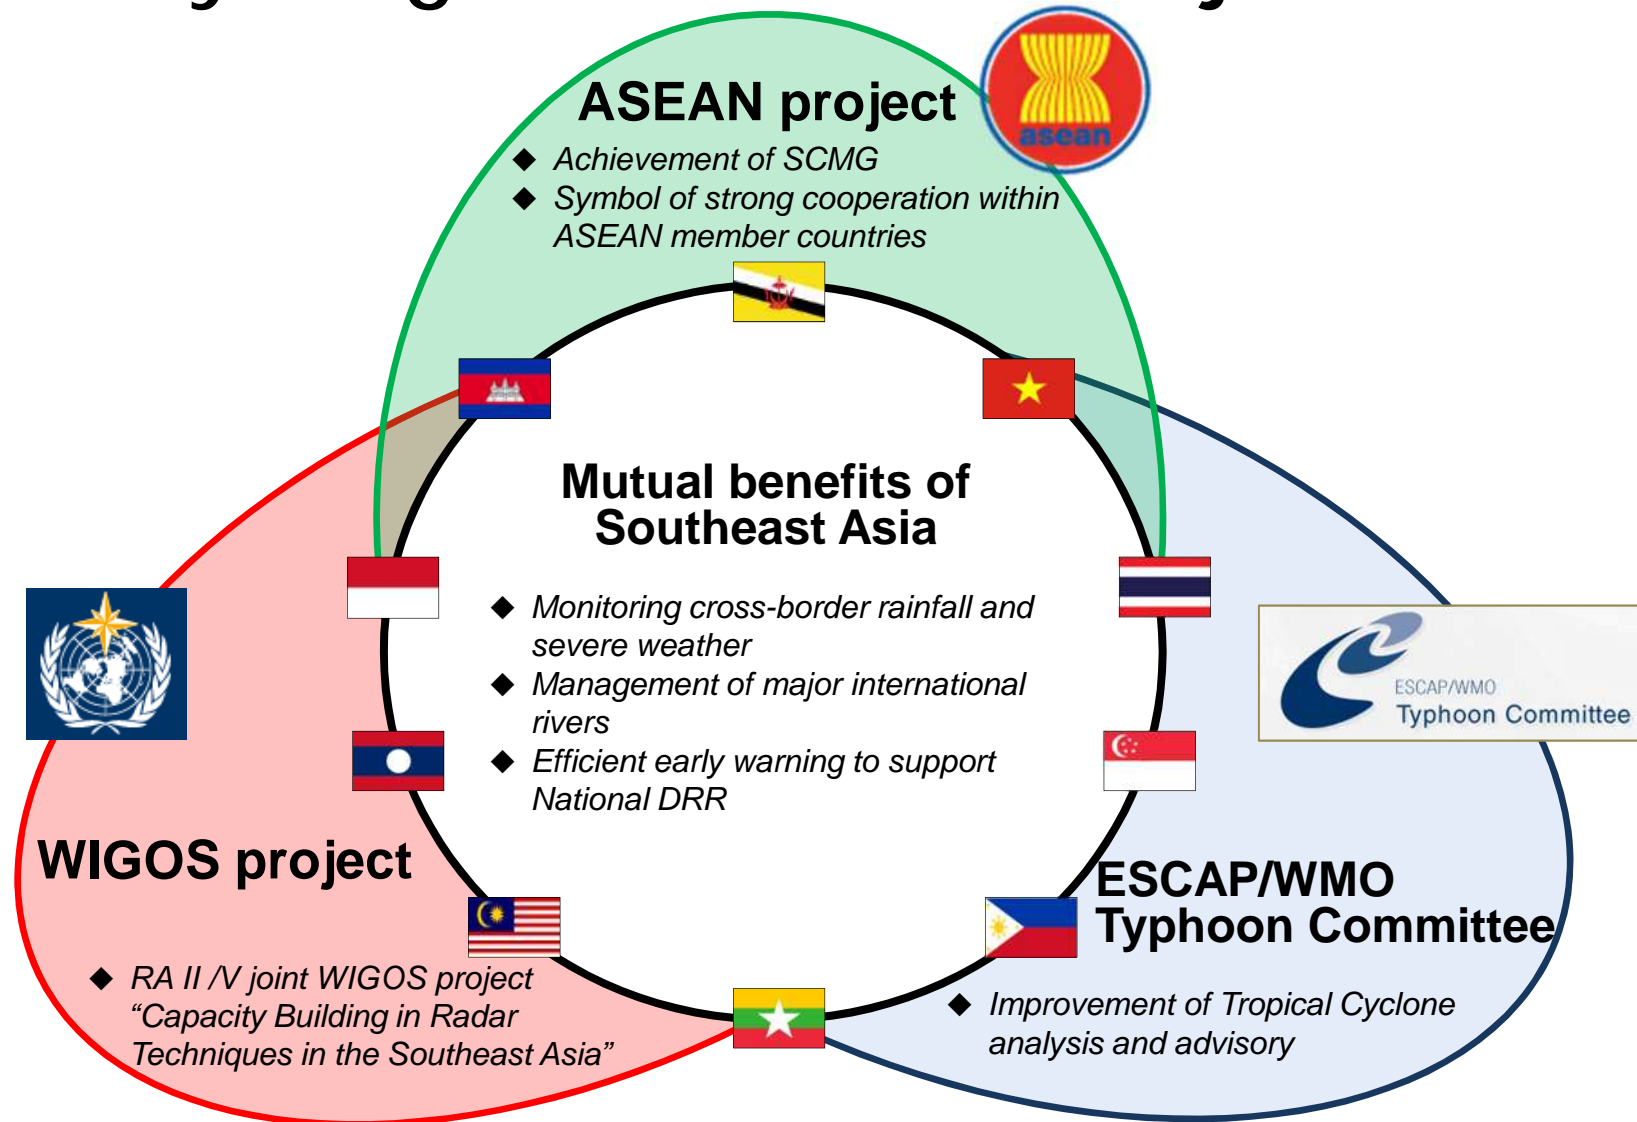 ASEAN project
◆ Achievement of SCMG
◆ Symbol of strong cooperation within
ASEAN member countries
asean
Mutual benefits of
Southeast Asia
◆ Monitoring cross-border rainfall and
severe weather
◆ Management of major international
rivers
◆ Efficient early warning to support
National DRR
ESCAP/WMO
Typhoon Committee
WIGOS project
◆ RA II /V joint WIGOS project
“Capacity Building in Radar
Techniques in the Southeast Asia”
ESCAP/WMO
Typhoon Committee
◆ Improvement of Tropical Cyclone
analysis and advisory